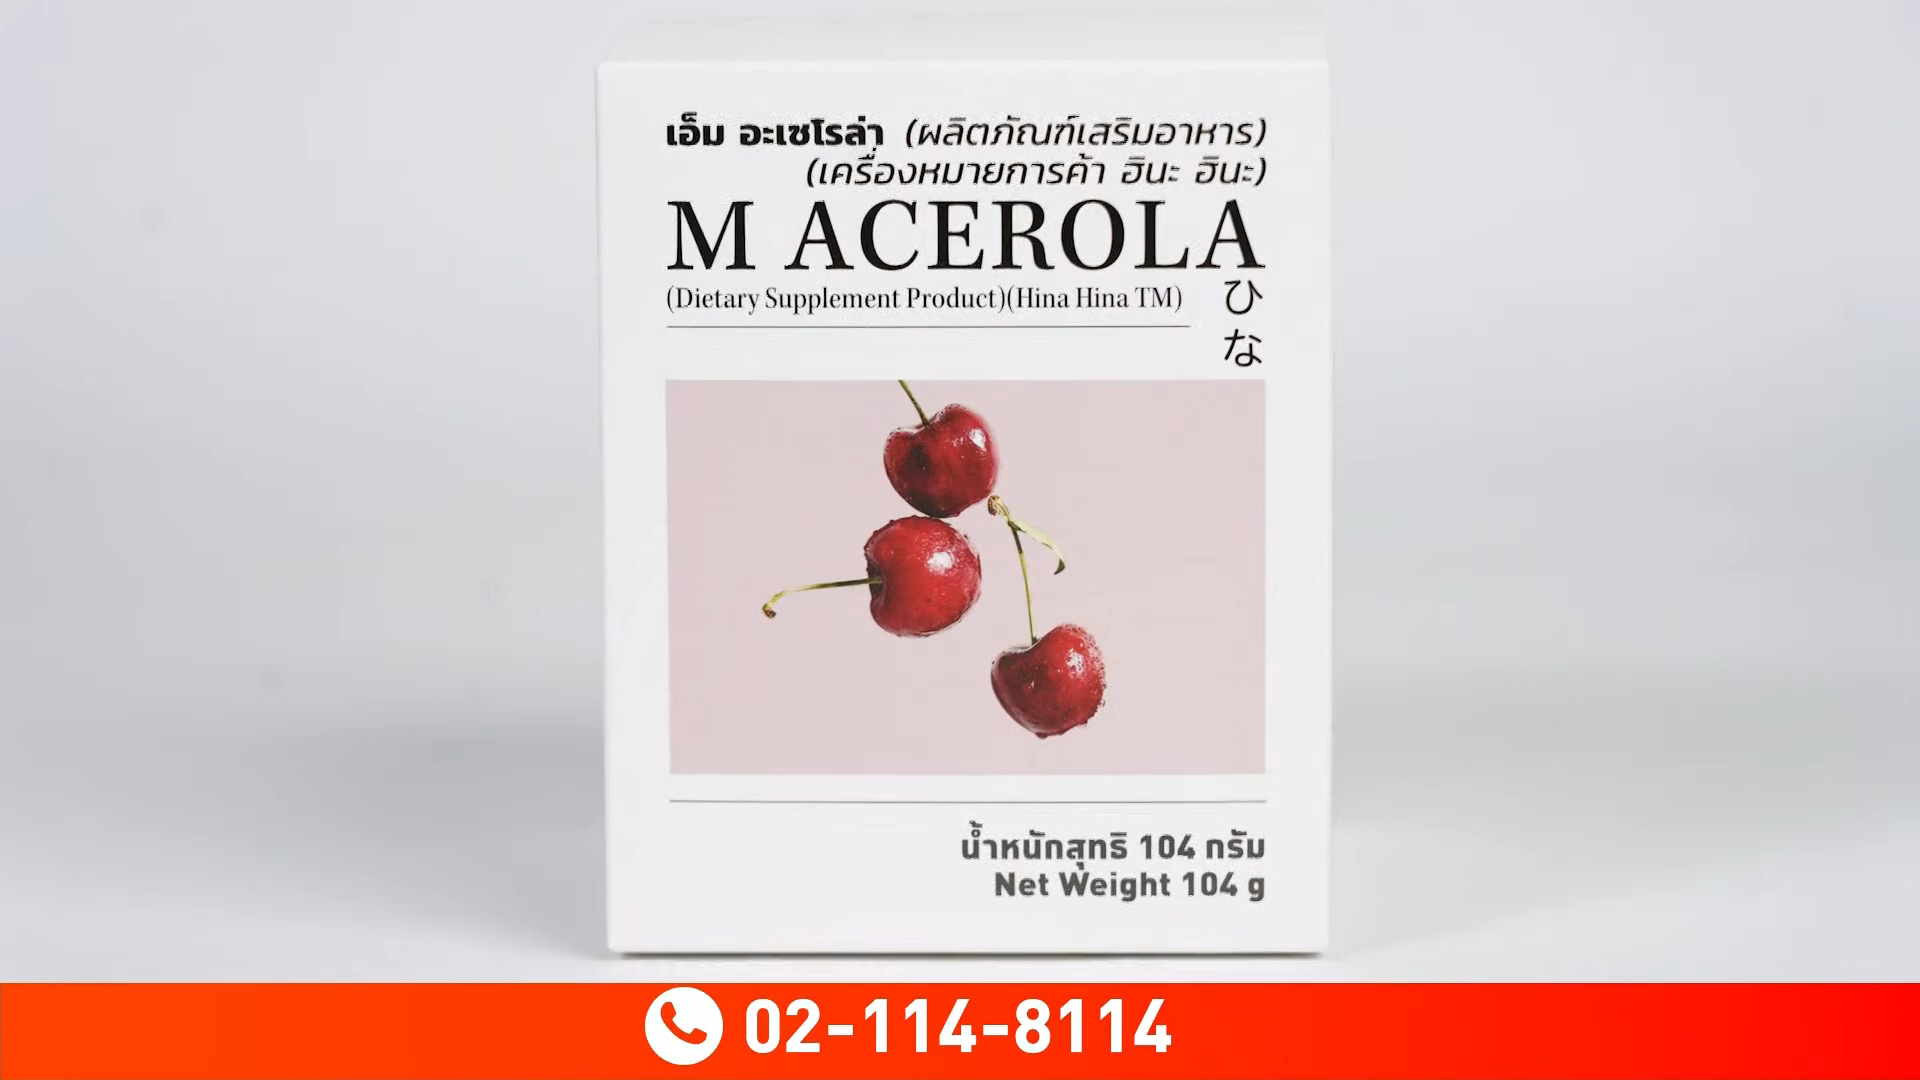 เอ็ม อะเซโรล่า (ผลิตภัณฑ์เสริมอาหาร)
(เครื่องหมายการค้า ฮินะ ฮินะ)
M ACEROLA
(Dietary Supplement Product)(Hina Hina TM)
ひな
น้ำหนักสุทธิ 104 กรัม
Net Weight 104 g
02-114-8114